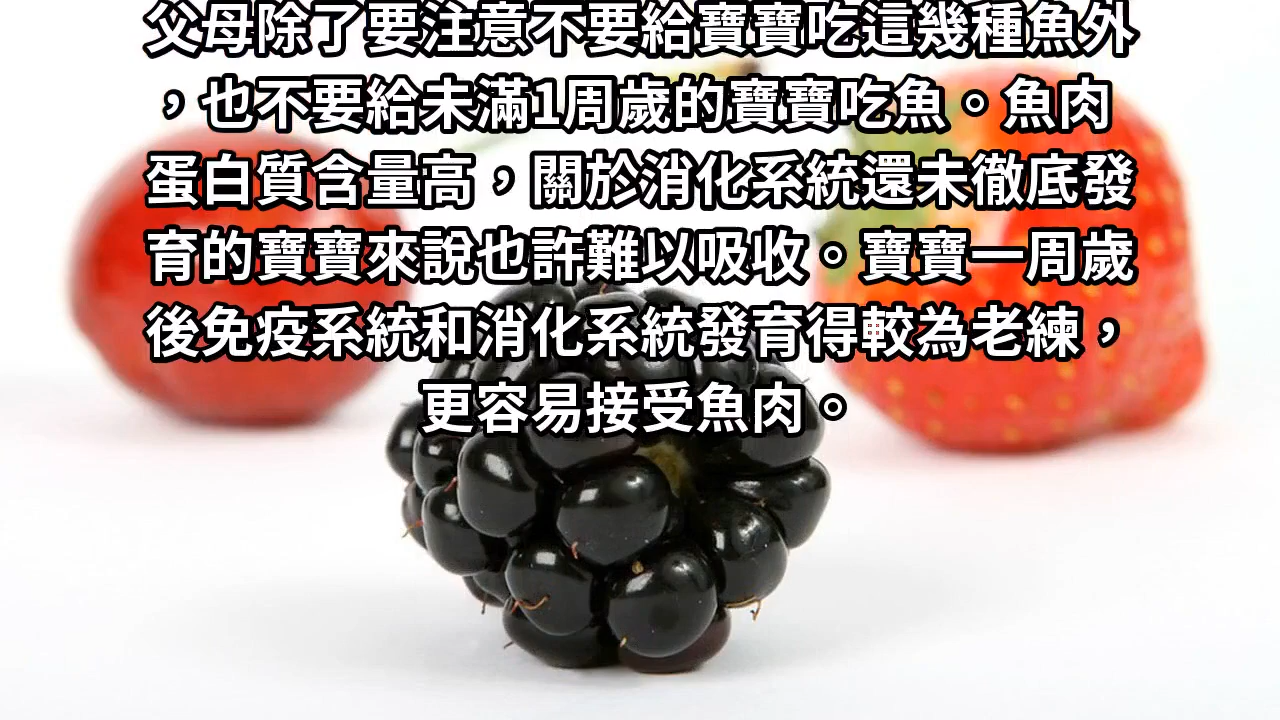 父母除了要注意不要給寶寶吃這幾種魚外
，也不要給未滿1周歲的寶寶吃魚。魚肉
蛋白質含量高，關於消化系統還未徹底發
育的寶寶來說也許難以吸收。寶寶一周歲
後免疫系統和消化系統發育得較為老練，
更容易接受魚肉。